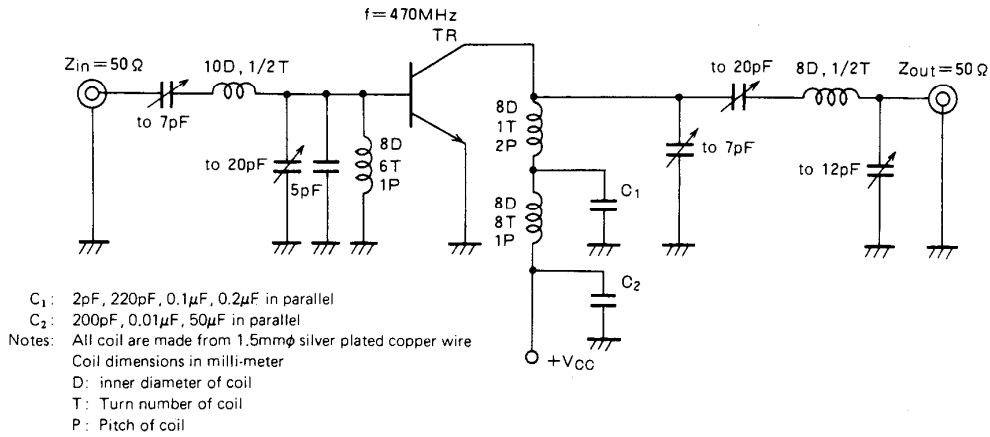 f=470MHz
TR
Zin=50Ω
10D, 1/2T
to 7pF
to 20pF
5pF
8D
6T
1P
8D
1T
2P
8D
8T
1P
C₁
C₂
+VCC
to 20pF
8D, 1/2T
Zout=50Ω
to 7pF
to 12pF
C₁: 2pF, 220pF, 0.1μF, 0.2μF in parallel
C₂: 200pF, 0.01μF, 50μF in parallel
Notes: All coil are made from 1.5mmφ silver plated copper wire
Coil dimensions in milli-meter
D: inner diameter of coil
T: Turn number of coil
P: Pitch of coil